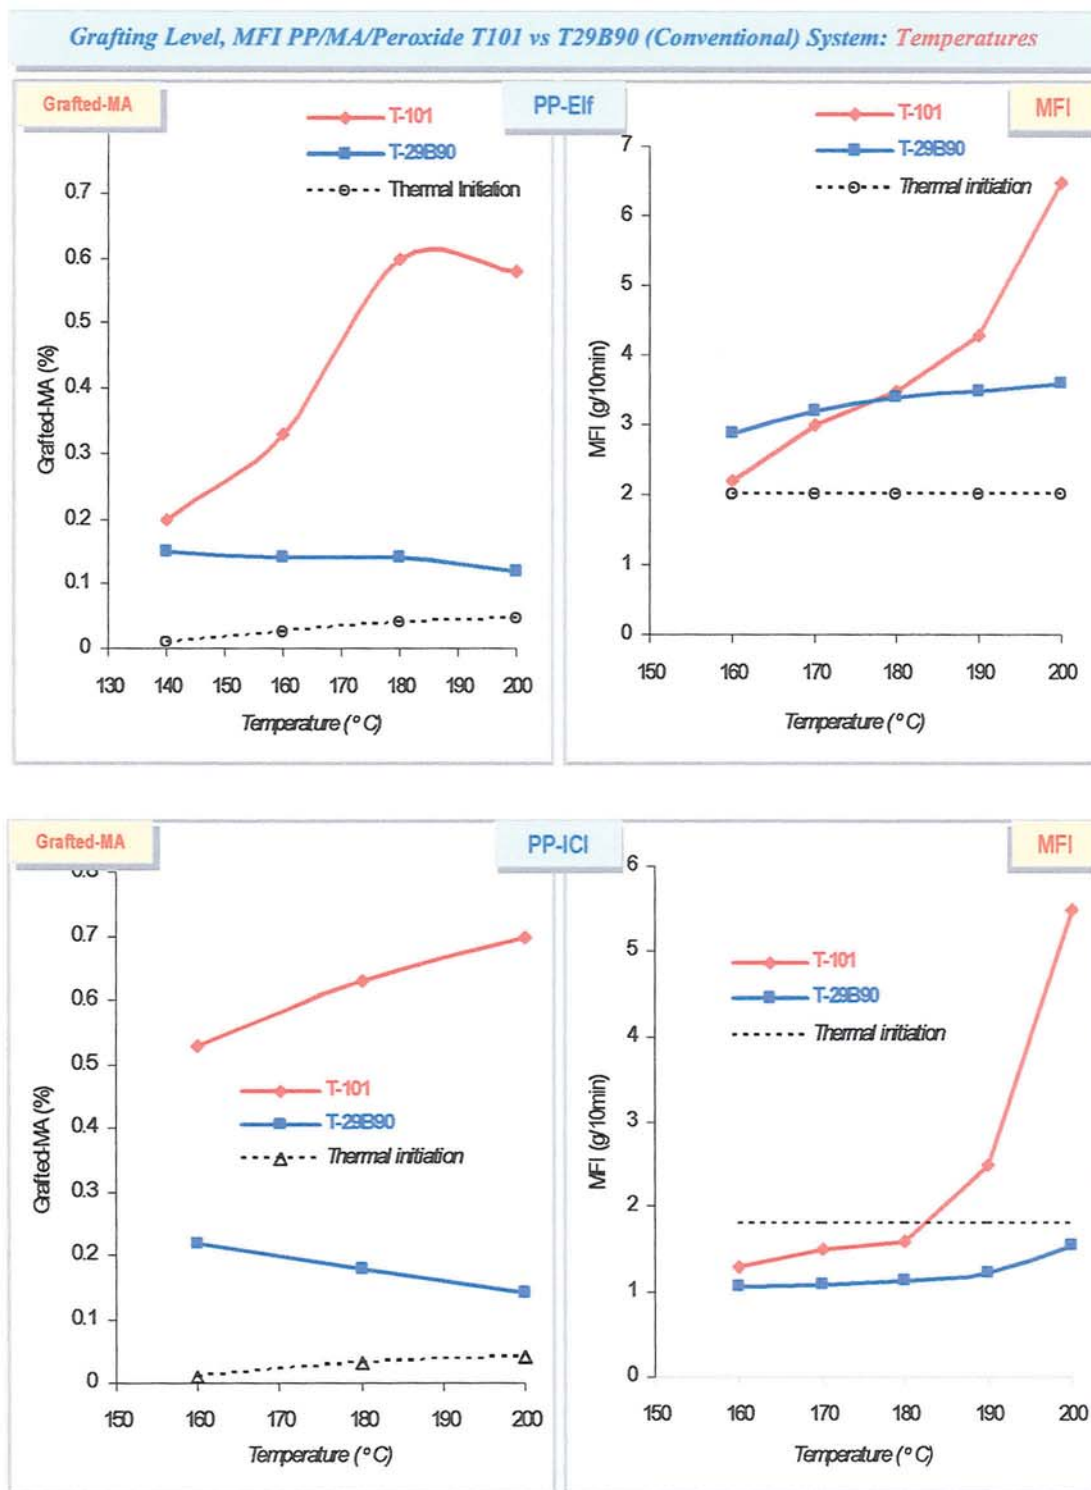 Grafting Level, MFI PP/MA/Peroxide T101 vs T29B90 (Conventional) System: Temperatures
Grafted-MA
PP-Elf
MFI
T-101
T-29B90
Thermal Initiation
0.7
0.6
0.5
0.4
0.3
0.2
0.1
0
Grafted-MA (%)
130 140 150 160 170 180 190 200
Temperature (° C)
T-101
T-29B90
Thermal initiation
7
6
5
4
3
2
1
0
MFI (g/10min)
150 160 170 180 190 200
Temperature (° C)
Grafted-MA
PP-ICI
MFI
0.8
0.7
0.6
0.5
0.4
0.3
0.2
0.1
0
Grafted-MA (%)
T-101
T-29B90
Thermal initiation
150 160 170 180 190 200
Temperature (° C)
6
5
4
3
2
1
0
MFI (g/10min)
T-101
T-29B90
Thermal initiation
150 160 170 180 190 200
Temperature (° C)